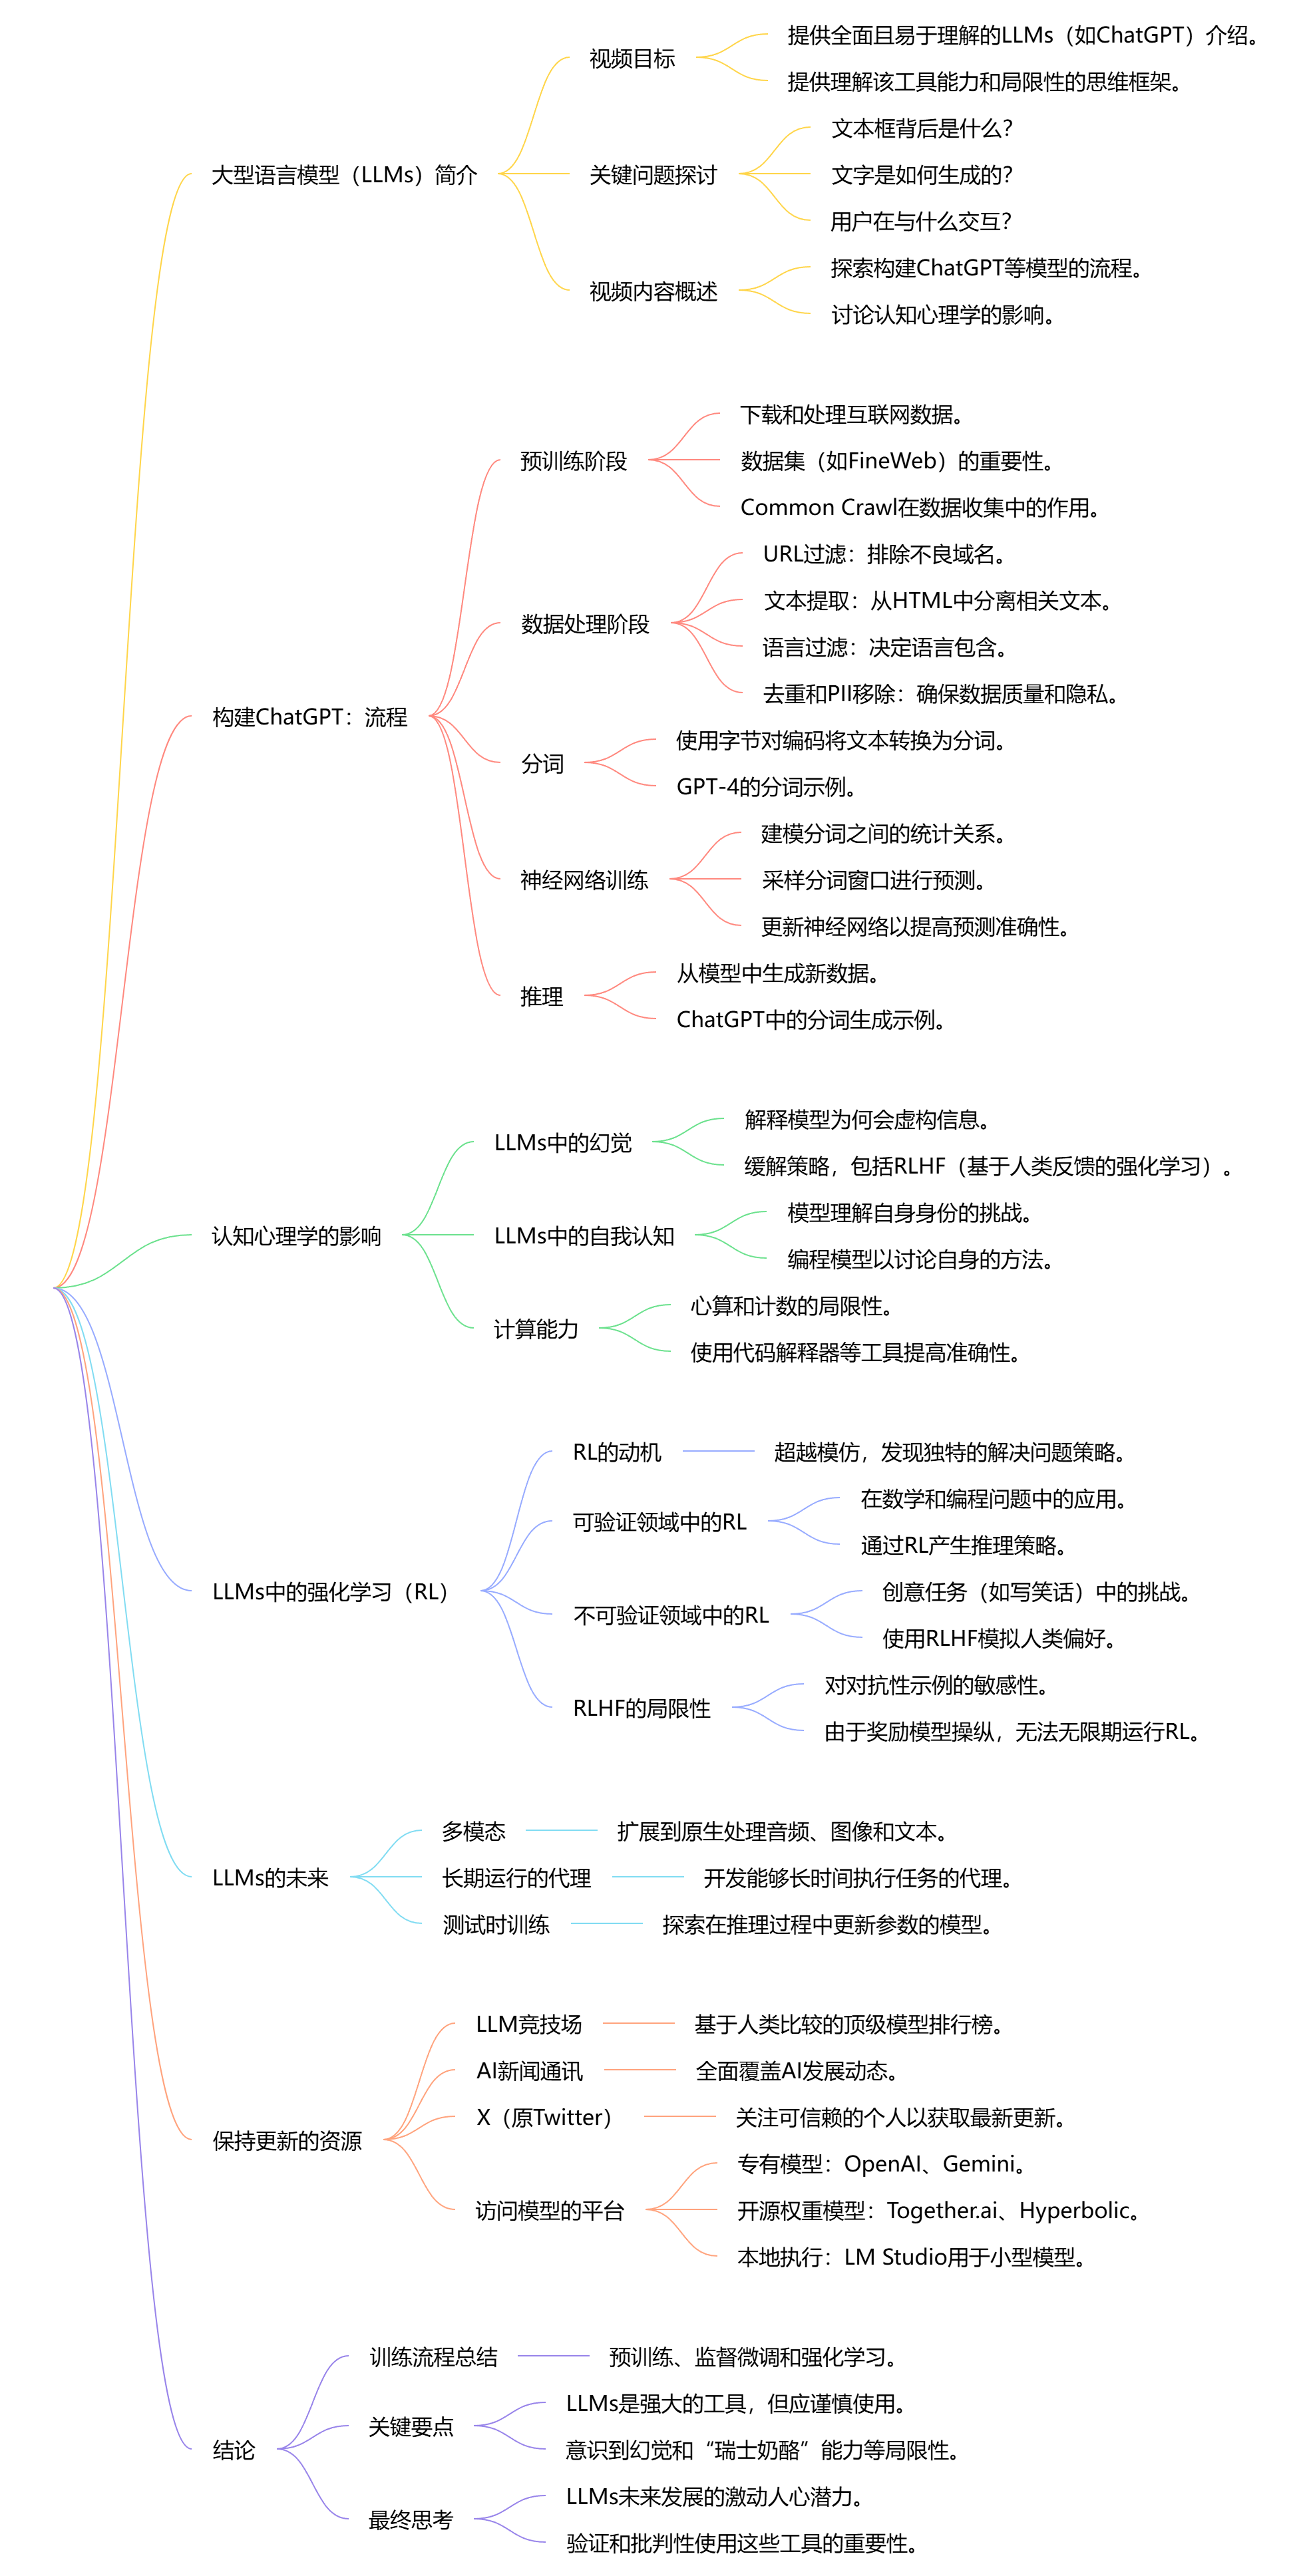 大型语言模型（LLMs）简介
视频目标
提供全面且易于理解的LLMs（如ChatGPT）介绍。
提供理解该工具能力和局限性的思维框架。
关键问题探讨
文本框背后是什么？
文字是如何生成的？
用户在与什么交互？
视频内容概述
探索构建ChatGPT等模型的流程。
讨论认知心理学的影响。
构建ChatGPT：流程
预训练阶段
下载和处理互联网数据。
数据集（如FineWeb）的重要性。
Common Crawl在数据收集中的作用。
数据处理阶段
URL过滤：排除不良域名。
文本提取：从HTML中分离相关文本。
语言过滤：决定语言包含。
去重和PII移除：确保数据质量和隐私。
分词
使用字节对编码将文本转换为分词。
GPT-4的分词示例。
神经网络训练
建模分词之间的统计关系。
采样分词窗口进行预测。
更新神经网络以提高预测准确性。
推理
从模型中生成新数据。
ChatGPT中的分词生成示例。
认知心理学的影响
LLMs中的幻觉
解释模型为何会虚构信息。
缓解策略，包括RLHF（基于人类反馈的强化学习）。
LLMs中的自我认知
模型理解自身身份的挑战。
编程模型以讨论自身的方法。
计算能力
心算和计数的局限性。
使用代码解释器等工具提高准确性。
LLMs中的强化学习（RL）
RL的动机
超越模仿，发现独特的解决问题策略。
可验证领域中的RL
在数学和编程问题中的应用。
通过RL产生推理策略。
不可验证领域中的RL
创意任务（如写笑话）中的挑战。
使用RLHF模拟人类偏好。
RLHF的局限性
对对抗性示例的敏感性。
由于奖励模型操纵，无法无限期运行RL。
LLMs的未来
多模态
扩展到原生处理音频、图像和文本。
长期运行的代理
开发能够长时间执行任务的代理。
测试时训练
探索在推理过程中更新参数的模型。
保持更新的资源
LLM竞技场
基于人类比较的顶级模型排行榜。
AI新闻通讯
全面覆盖AI发展动态。
X（原Twitter）
关注可信赖的个人以获取最新更新。
访问模型的平台
专有模型：OpenAI、Gemini。
开源权重模型：Together.ai、Hyperbolic。
本地执行：LM Studio用于小型模型。
结论
训练流程总结
预训练、监督微调和强化学习。
关键要点
LLMs是强大的工具，但应谨慎使用。
意识到幻觉和“瑞士奶酪”能力等局限性。
最终思考
LLMs未来发展的激动人心潜力。
验证和批判性使用这些工具的重要性。